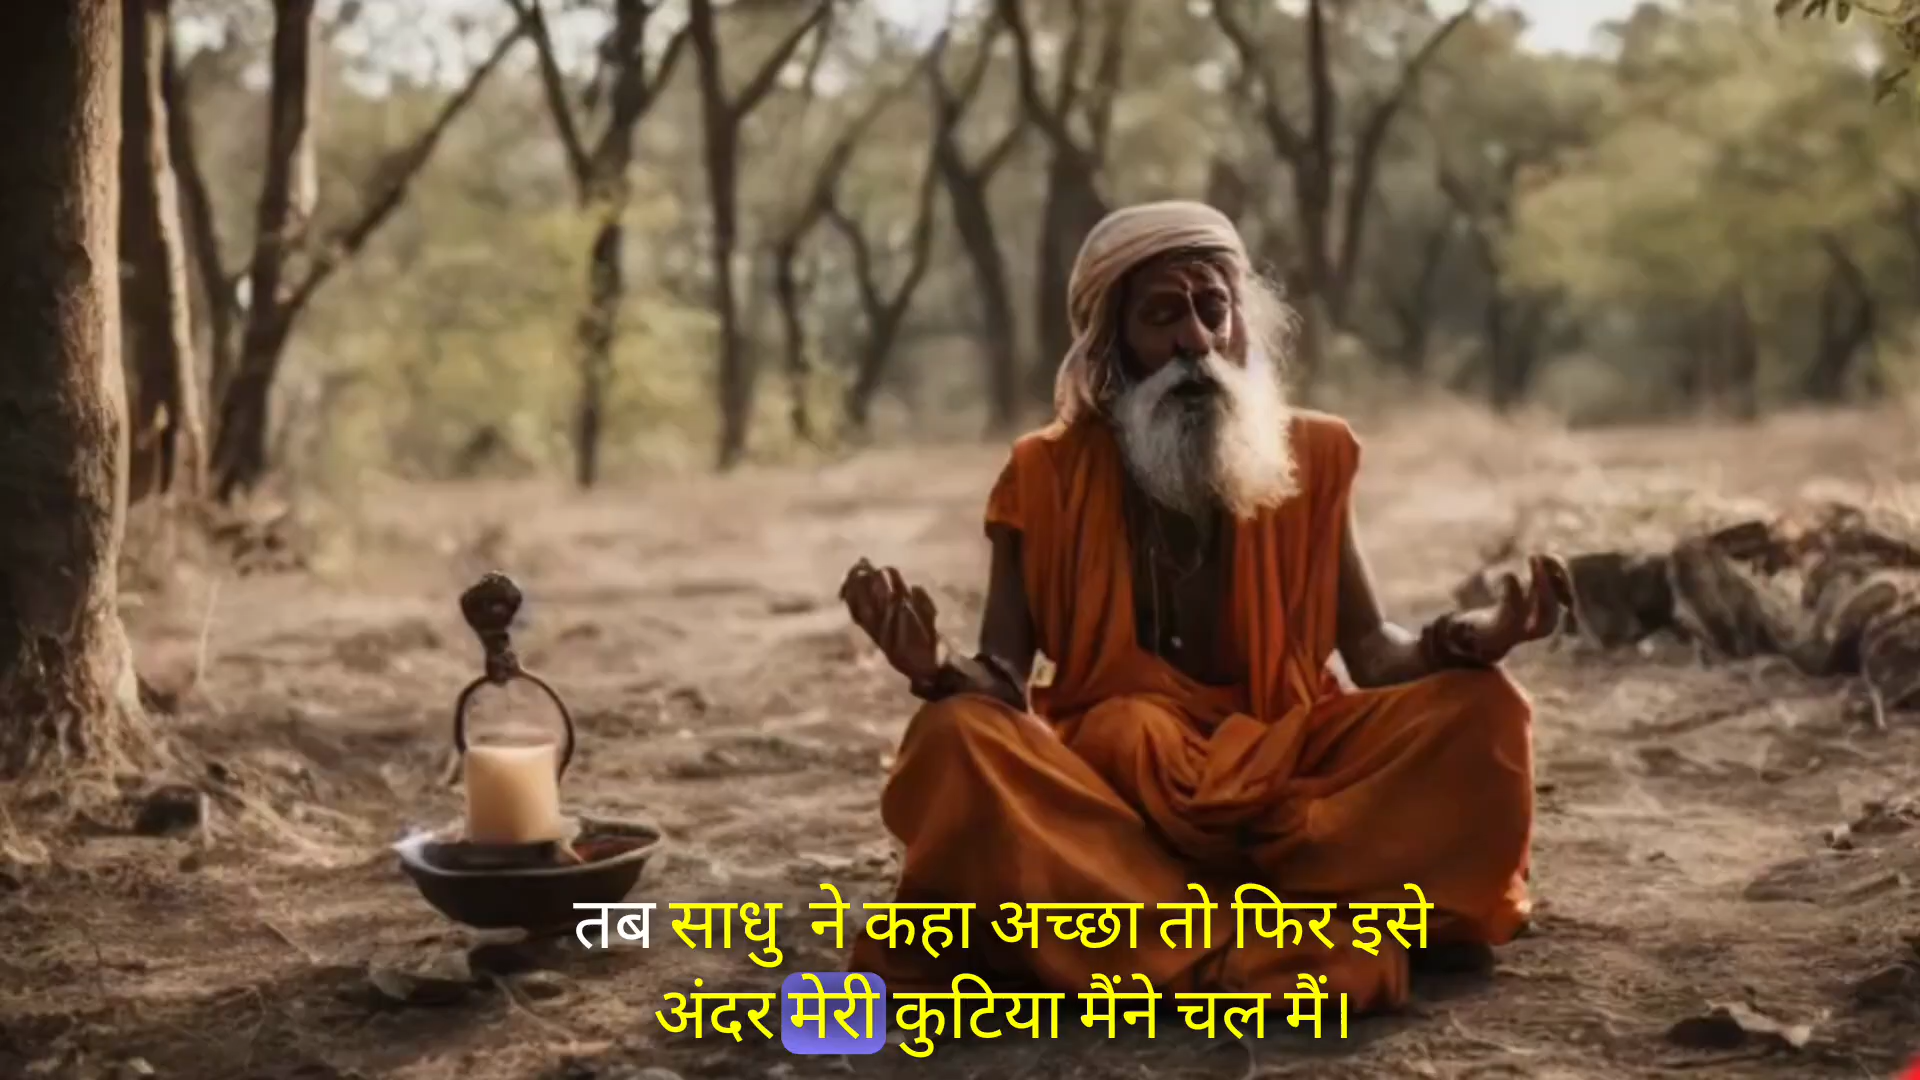 तब साधु ने कहा अच्छा तो फिर इसे
अंदर मेरी कुटिया मैंने चल मैं।